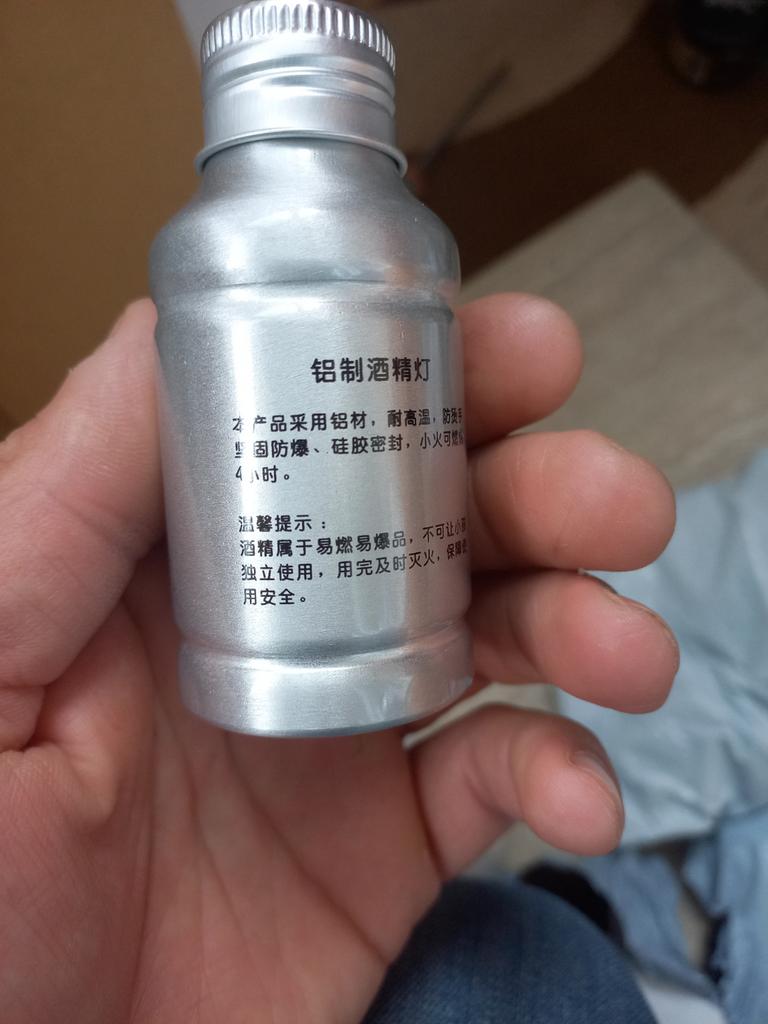 铝制酒精灯
本产品采用铝材，耐高温，防
坚固防爆、硅胶密封，小火可燃
4小时。
温馨提示：
酒精属于易燃易爆品，不可让小孩
独立使用，用完及时灭火，保障使
用安全。